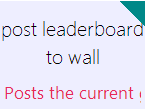 post leaderboard
to wall
Posts the current